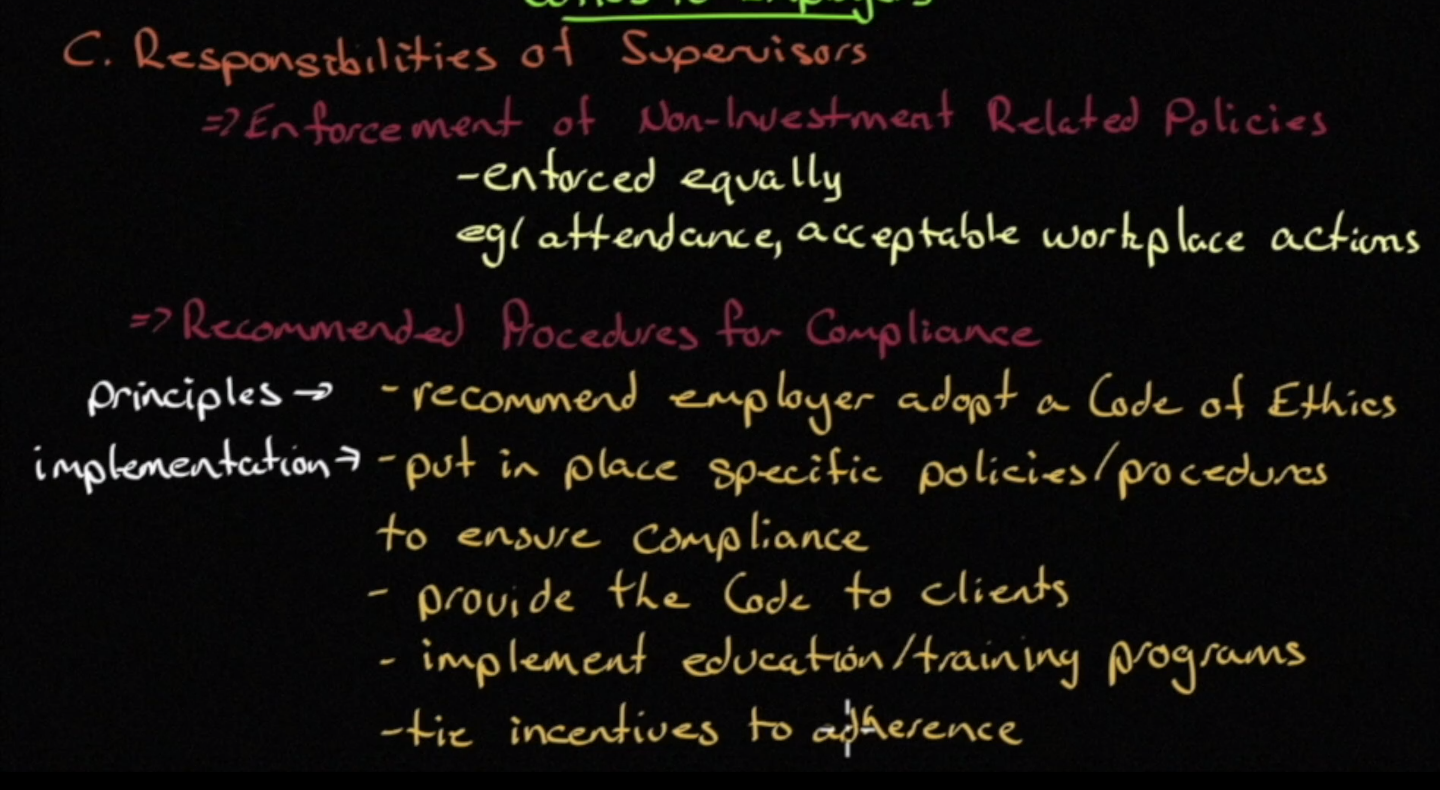 to Employers
C. Responsibilities of Supervisors
=> Enforcement of Non-Investment Related Policies
-enforced equally
eg/ attendance, acceptable workplace actions
=> Recommended Procedures for Compliance
principles → - recommend employer adopt a Code of Ethics
implementation → - put in place specific policies/procedures
to ensure compliance
- provide the Code to clients
- implement education/training programs
-tie incentives to adherence